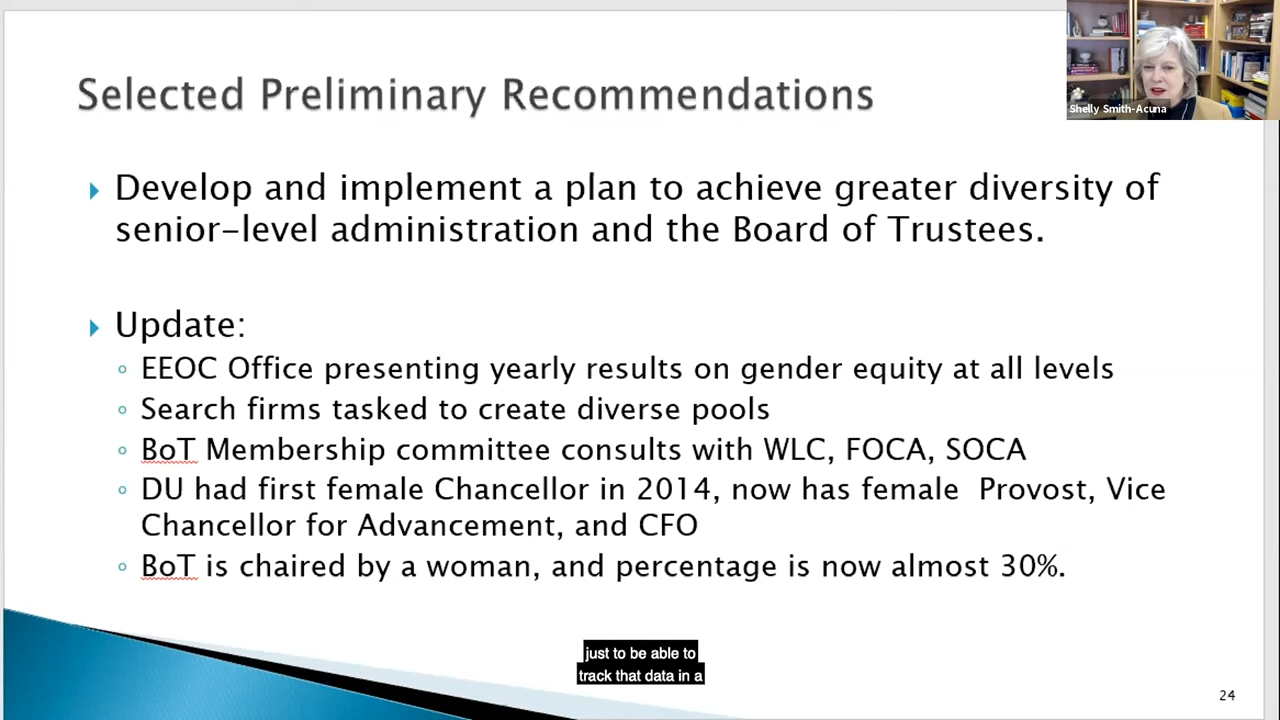 Selected Preliminary Recommendations
Shelly Smith-Acuna
Develop and implement a plan to achieve greater diversity of
senior-level administration and the Board of Trustees.
Update:
EEOC Office presenting yearly results on gender equity at all levels
Search firms tasked to create diverse pools
BoT Membership committee consults with WLC, FOCA, SOCA
DU had first female Chancellor in 2014, now has female Provost, Vice
Chancellor for Advancement, and CFO
BoT is chaired by a woman, and percentage is now almost 30%.
just to be able to
track that data in a
24